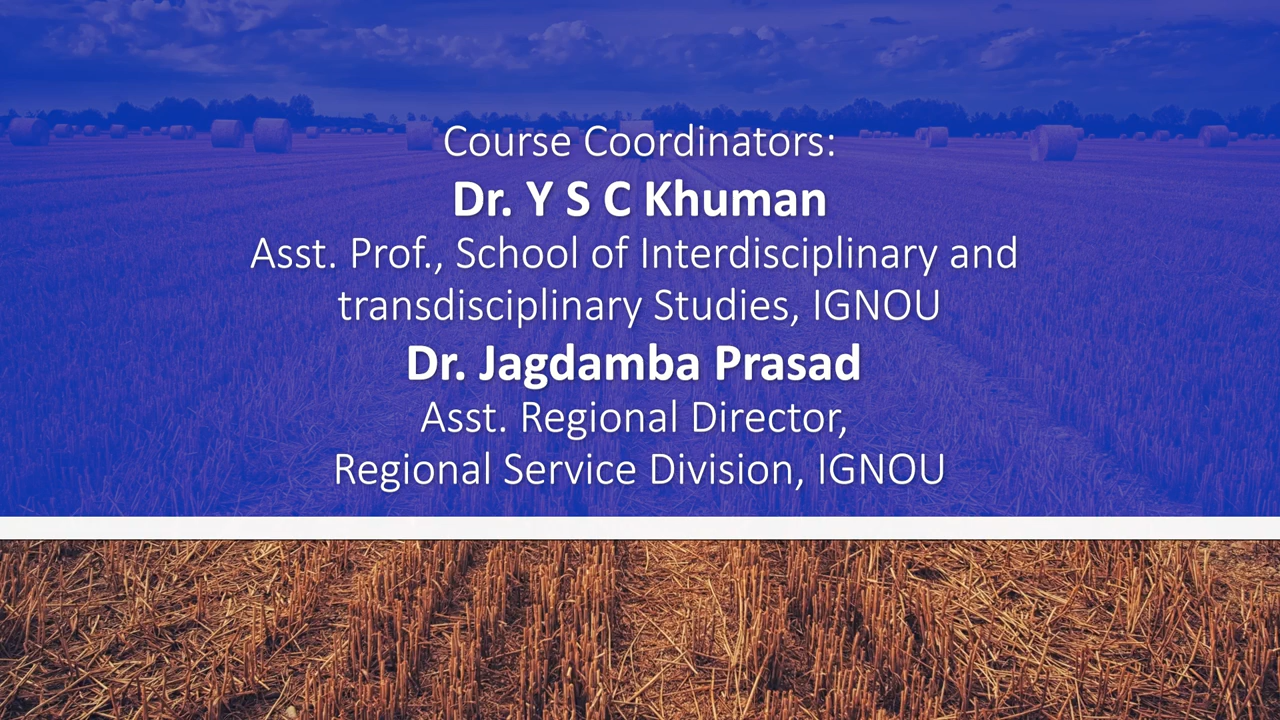 Course Coordinators:
Dr. Y S C Khuman
Asst. Prof., School of Interdisciplinary and
transdisciplinary Studies, IGNOU
Dr. Jagdamba Prasad
Asst. Regional Director,
Regional Service Division, IGNOU